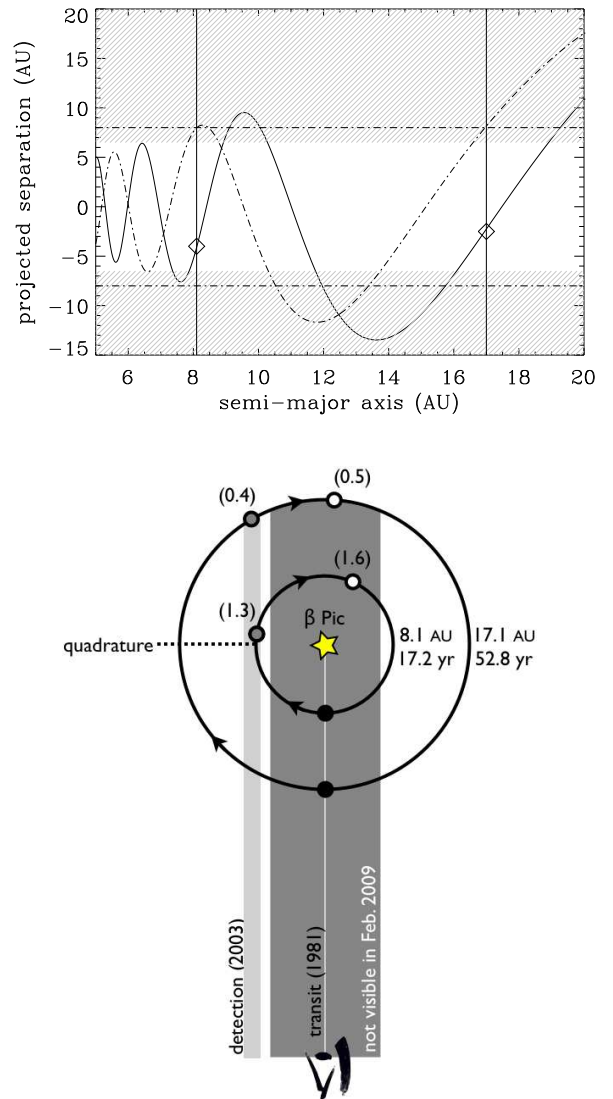 projected separation (AU)
20
15
10
5
0
−5
−10
−15
6 8 10 12 14 16 18 20
semi−major axis (AU)
(0.5)
(0.4)
(1.6)
(1.3)
β Pic
quadrature
8.1 AU
17.2 yr
17.1 AU
52.8 yr
detection (2003)
transit (1981)
not visible in Feb. 2009